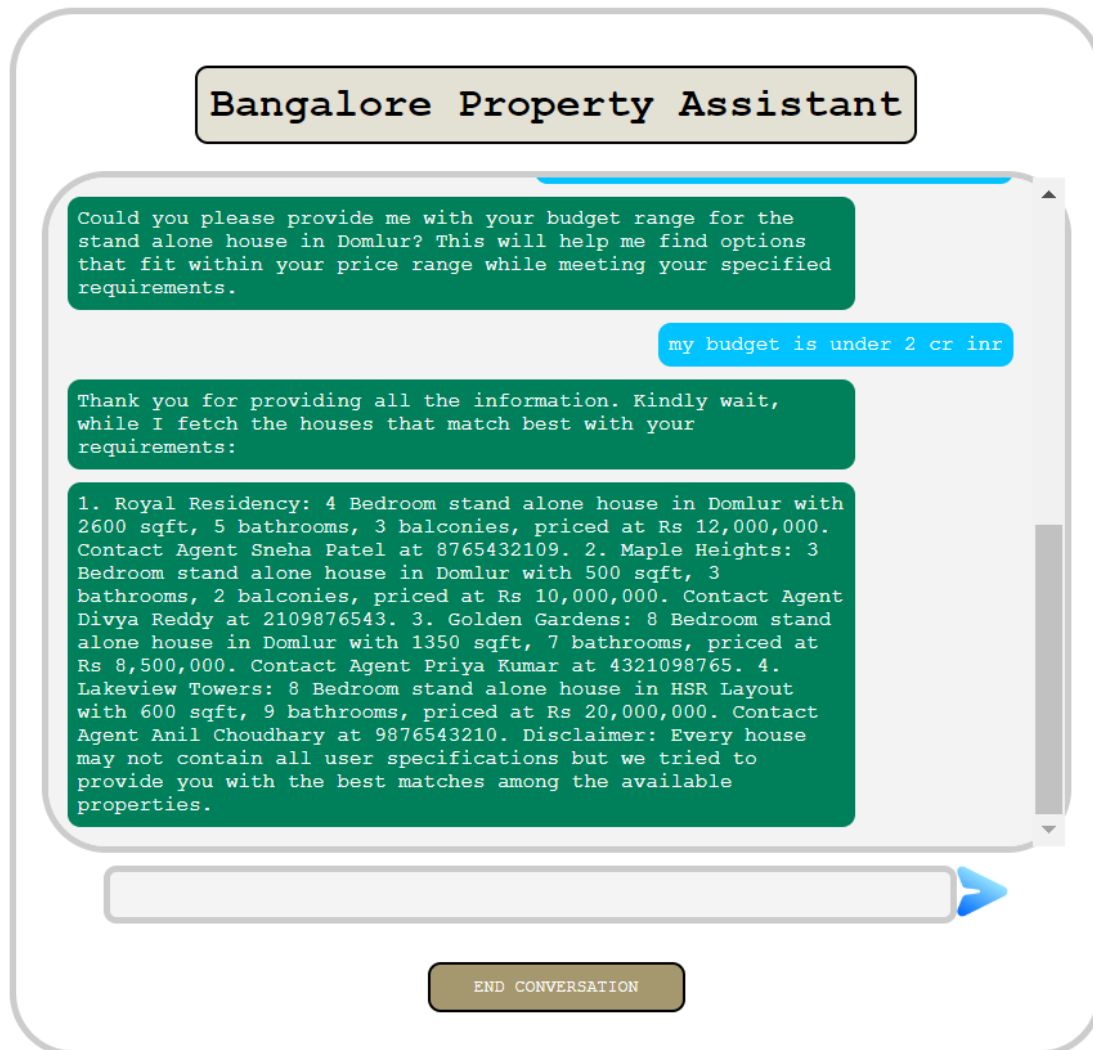 Bangalore Property Assistant
Could you please provide me with your budget range for the
stand alone house in Domlur? This will help me find options
that fit within your price range while meeting your specified
requirements.
my budget is under 2 cr inr
Thank you for providing all the information. Kindly wait,
while I fetch the houses that match best with your
requirements:
1. Royal Residency: 4 Bedroom stand alone house in Domlur with
2600 sqft, 5 bathrooms, 3 balconies, priced at Rs 12,000,000.
Contact Agent Sneha Patel at 8765432109. 2. Maple Heights: 3
Bedroom stand alone house in Domlur with 500 sqft, 3
bathrooms, 2 balconies, priced at Rs 10,000,000. Contact Agent
Divya Reddy at 2109876543. 3. Golden Gardens: 8 Bedroom stand
alone house in Domlur with 1350 sqft, 7 bathrooms, priced at
Rs 8,500,000. Contact Agent Priya Kumar at 4321098765. 4.
Lakeview Towers: 8 Bedroom stand alone house in HSR Layout
with 600 sqft, 9 bathrooms, priced at Rs 20,000,000. Contact
Agent Anil Choudhary at 9876543210. Disclaimer: Every house
may not contain all user specifications but we tried to
provide you with the best matches among the available
properties.
END CONVERSATION